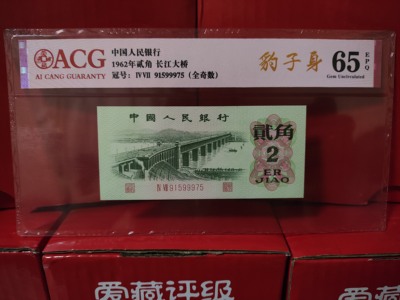 ACG
AI CANG GUARANTY
中国人民银行
1962年贰角 长江大桥
冠号: IVVII 91599975 (全奇数)
豹子身
65
EPQ
Gem Uncirculated
中國人民銀行
貳角
2
ER
JIAO
ⅣⅦ91599975
爱藏评级
爱藏评级